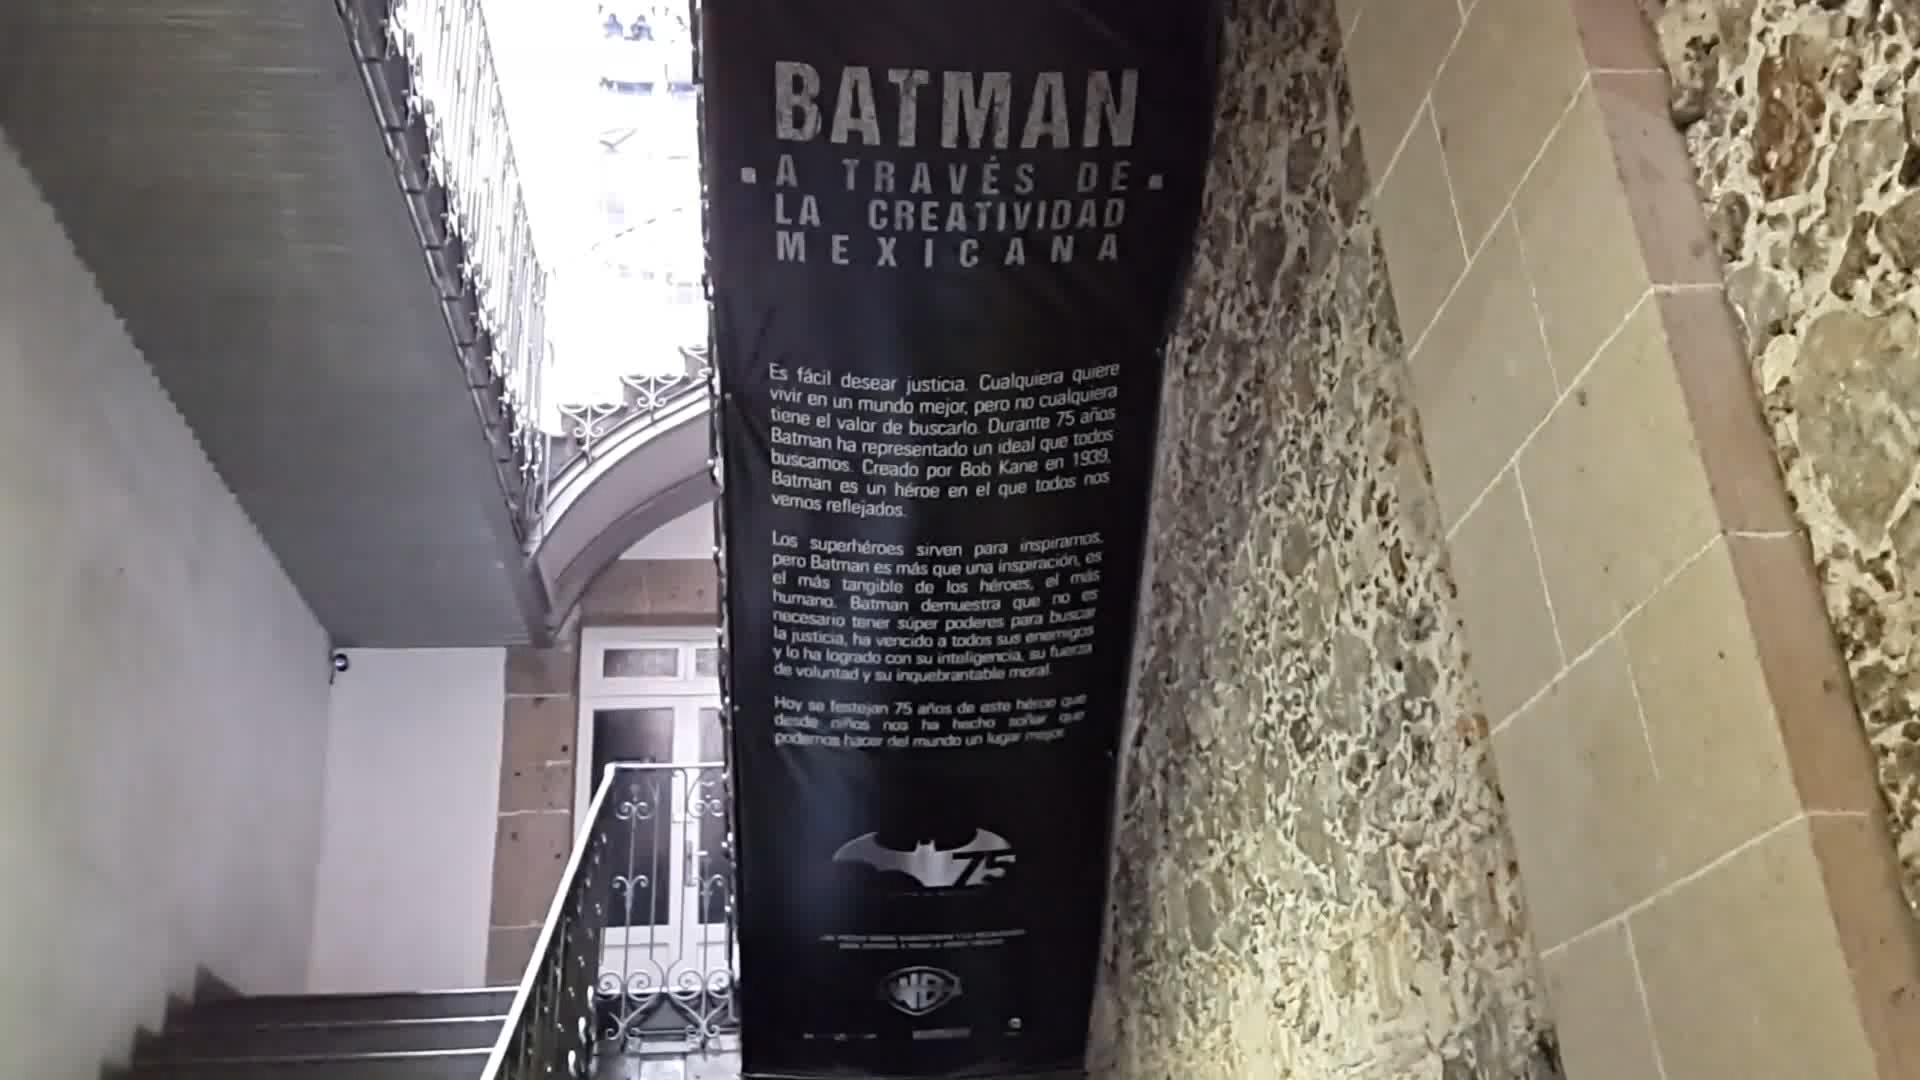 BATMAN
A TRAVÉS DE
LA CREATIVIDAD
MEXICANA
Es fácil desear justicia. Cualquiera quiere
vivir en un mundo mejor, pero no cualquiera
tiene el valor de buscarlo. Durante 75 años
Batman ha representado un ideal que todos
buscamos. Creado por Bob Kane en 1939,
Batman es un héroe en el que todos nos
vemos reflejados.
Los superhéroes sirven para inspirarnos,
pero Batman es más que una inspiración, es
el más tangible de los héroes, el más
humano. Batman demuestra que no es
necesario tener súper poderes para buscar
la justicia, ha vencido a todos sus enemigos
y lo ha logrado con su inteligencia, su fuerza
de voluntad y su inquebrantable moral.
Hoy se festejan 75 años de este héroe que
desde niños nos ha hecho soñar que
podemos hacer del mundo un lugar mejor.
75
WB